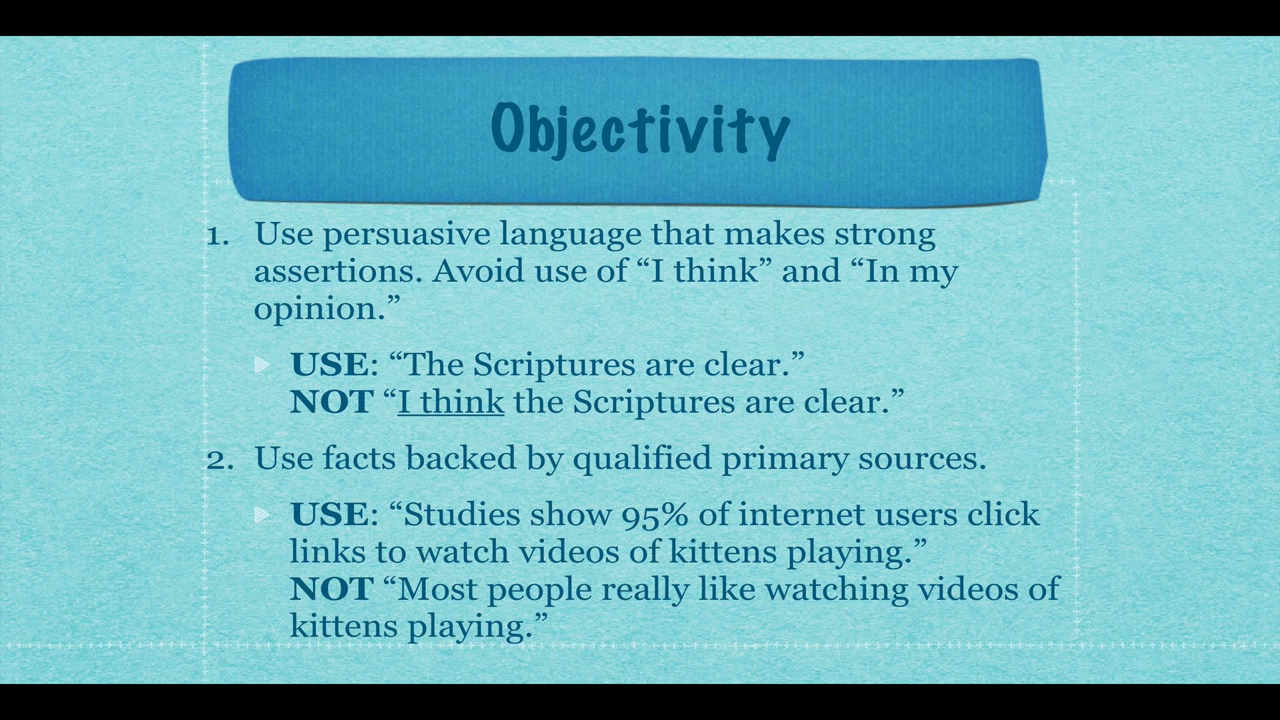 Objectivity
1. Use persuasive language that makes strong
assertions. Avoid use of “I think” and “In my
opinion.”
USE: “The Scriptures are clear.”
NOT “I think the Scriptures are clear.”
2. Use facts backed by qualified primary sources.
USE: “Studies show 95% of internet users click
links to watch videos of kittens playing.”
NOT “Most people really like watching videos of
kittens playing.”